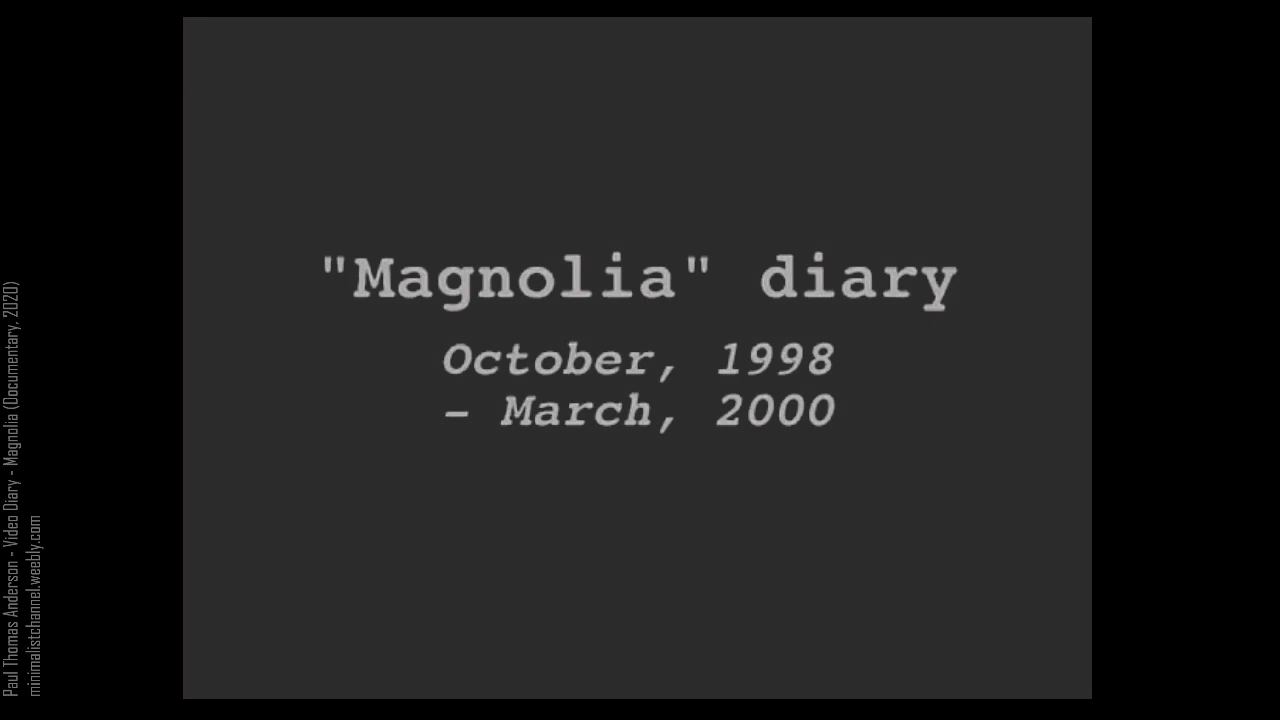 "Magnolia" diary
October, 1998
– March, 2000
Paul Thomas Anderson - Video Diary - Magnolia (Documentary, 2020)
minimalistchannel.weebly.com